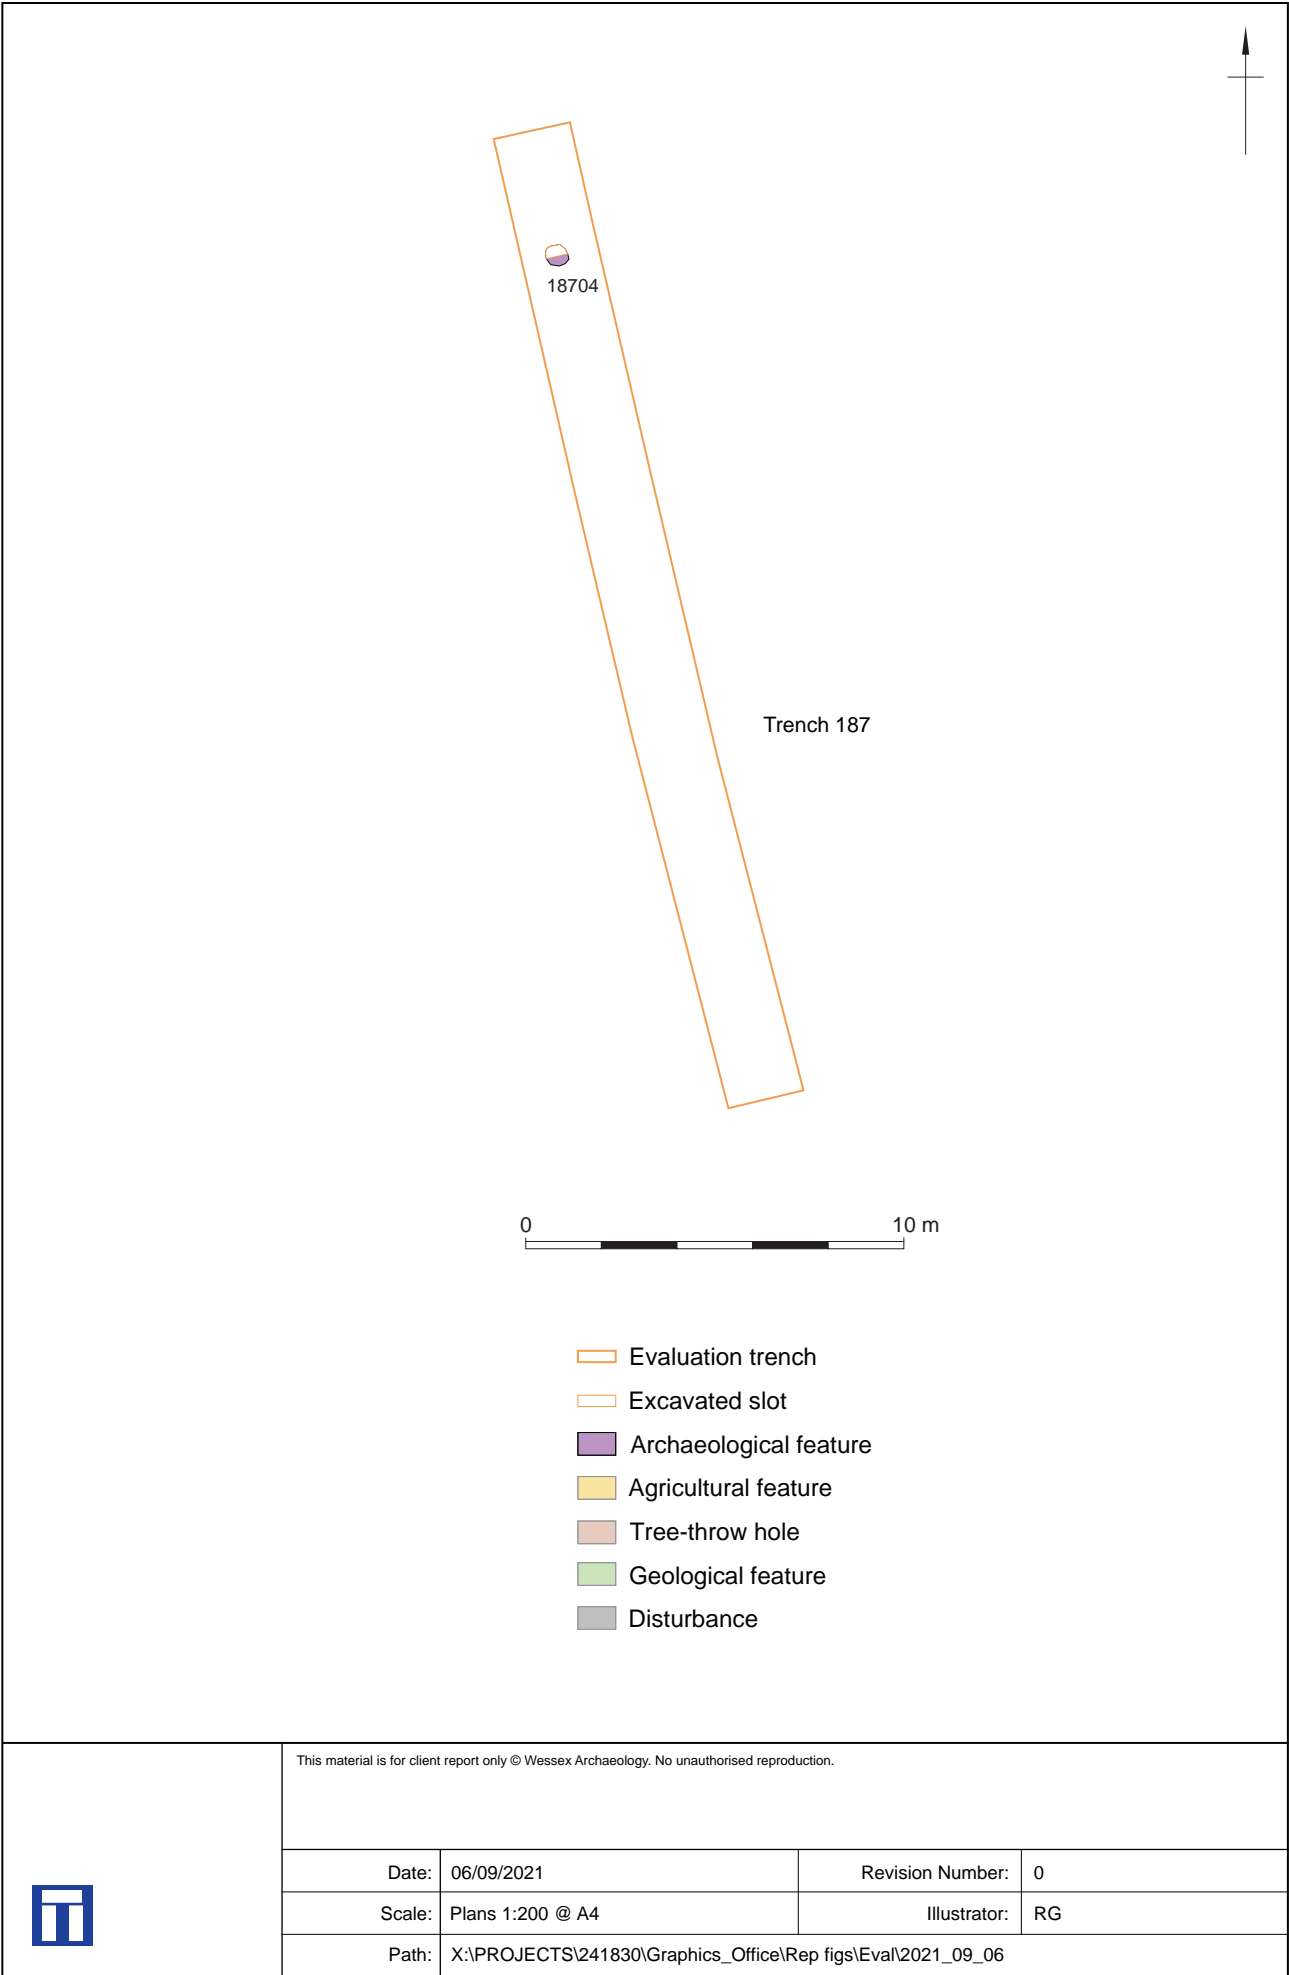 18704
Trench 187
0 10 m
Evaluation trench
Excavated slot
Archaeological feature
Agricultural feature
Tree-throw hole
Geological feature
Disturbance
This material is for client report only © Wessex Archaeology. No unauthorised reproduction.
Date: 06/09/2021 Revision Number: 0
Scale: Plans 1:200 @ A4 Illustrator: RG
Path: X:\PROJECTS\241830\Graphics_Office\Rep figs\Eval\2021_09_06